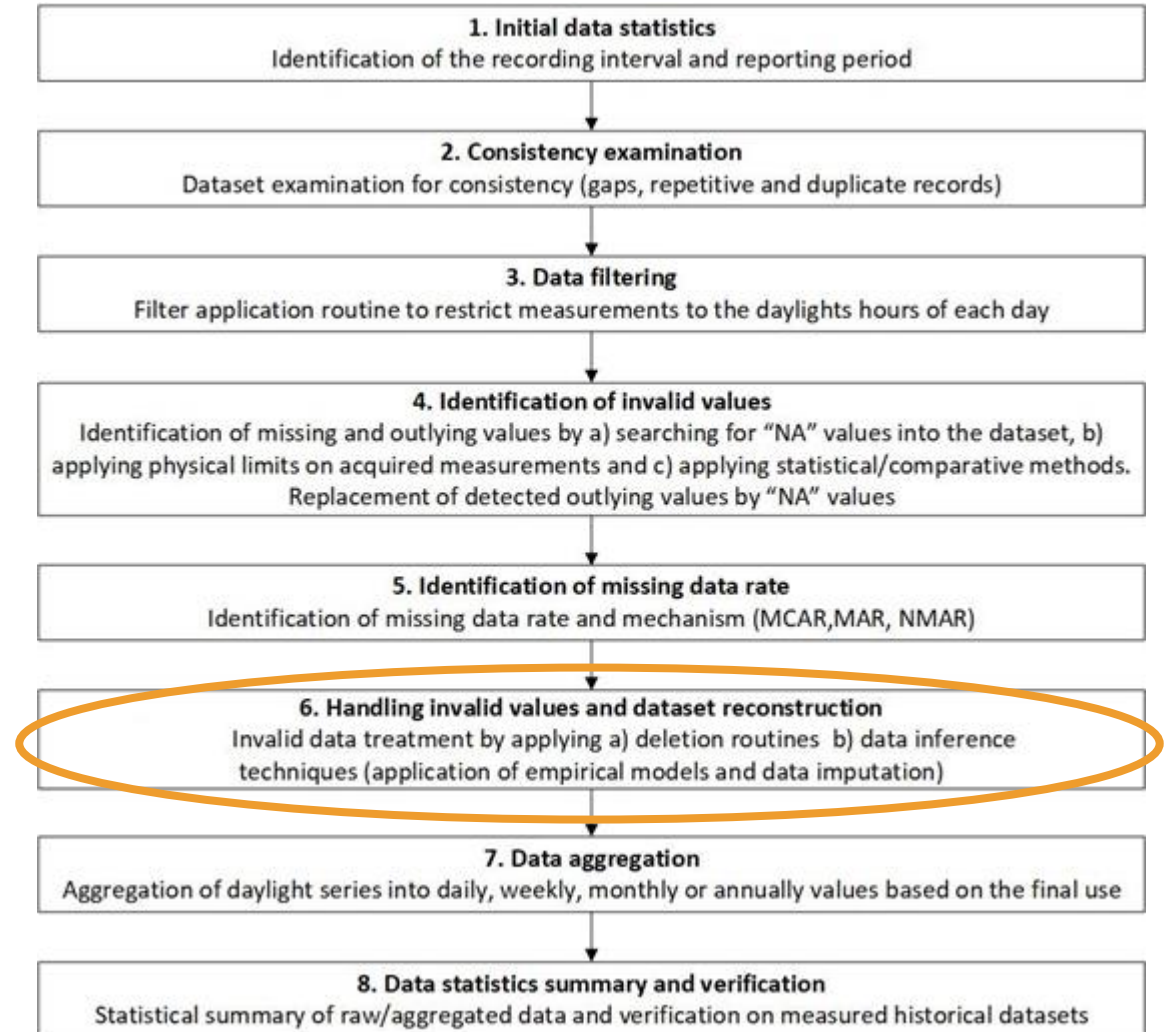 1. Initial data statistics
Identification of the recording interval and reporting period
2. Consistency examination
Dataset examination for consistency (gaps, repetitive and duplicate records)
3. Data filtering
Filter application routine to restrict measurements to the daylights hours of each day
4. Identification of invalid values
Identification of missing and outlying values by a) searching for “NA” values into the dataset, b)
applying physical limits on acquired measurements and c) applying statistical/comparative methods.
Replacement of detected outlying values by “NA” values
5. Identification of missing data rate
Identification of missing data rate and mechanism (MCAR,MAR, NMAR)
6. Handling invalid values and dataset reconstruction
Invalid data treatment by applying a) deletion routines b) data inference
techniques (application of empirical models and data imputation)
7. Data aggregation
Aggregation of daylight series into daily, weekly, monthly or annually values based on the final use
8. Data statistics summary and verification
Statistical summary of raw/aggregated data and verification on measured historical datasets